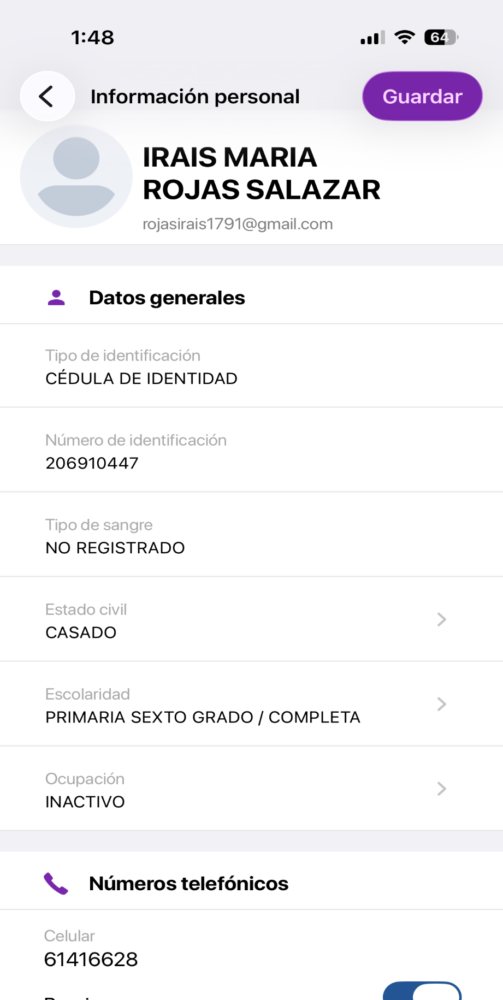 1:48
64
Información personal
Guardar
IRAIS MARIA
ROJAS SALAZAR
rojasirais1791@gmail.com
Datos generales
Tipo de identificación
CÉDULA DE IDENTIDAD
Número de identificación
206910447
Tipo de sangre
NO REGISTRADO
Estado civil
CASADO
Escolaridad
PRIMARIA SEXTO GRADO / COMPLETA
Ocupación
INACTIVO
Números telefónicos
Celular
61416628